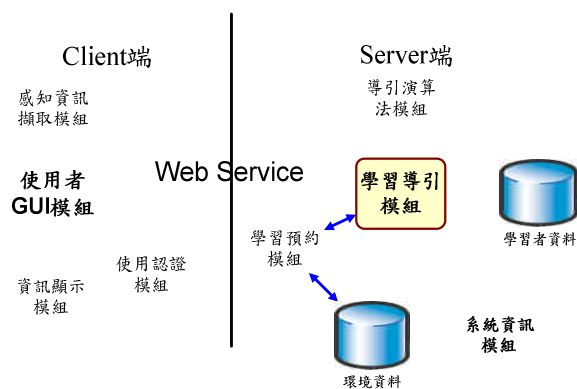 Client端
感知資訊
擷取模組
使用者
GUI模組
使用認證
模組
資訊顯示
模組
Web Service
Server端
導引演算
法模組
學習導引
模組
學習者資料
學習預約
模組
系統資訊
模組
環境資料